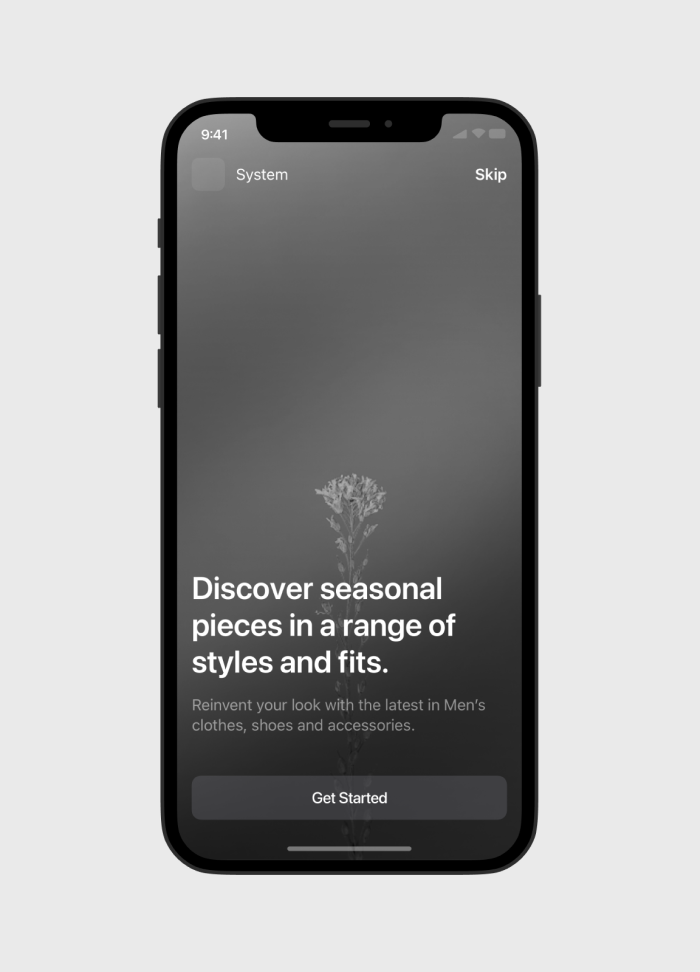 9:41
System
Skip
Discover seasonal
pieces in a range of
styles and fits.
Reinvent your look with the latest in Men's
clothes, shoes and accessories.
Get Started